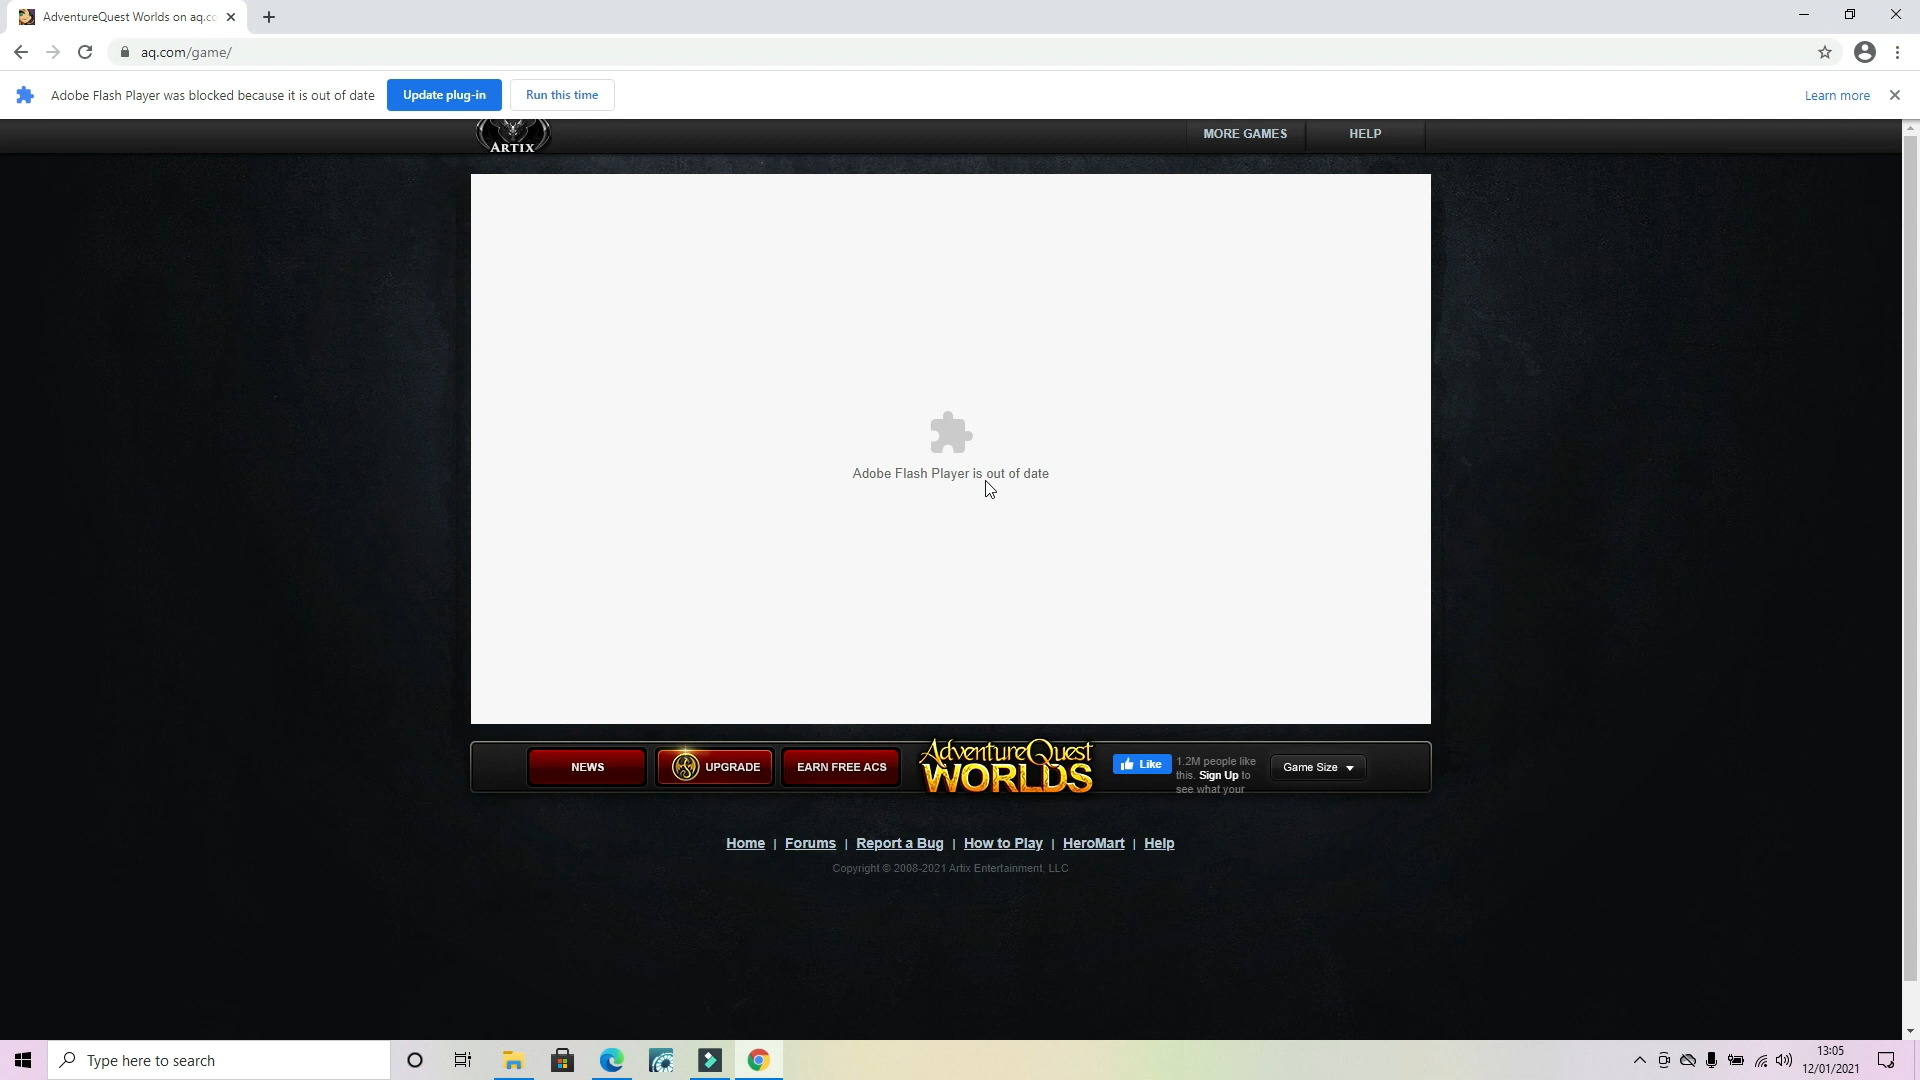 AdventureQuest Worlds on aq.co
aq.com/game/
Adobe Flash Player was blocked because it is out of date
Update plug-in
Run this time
Learn more
ARTIX
MORE GAMES
HELP
Adobe Flash Player is out of date
NEWS
UPGRADE
EARN FREE ACS
AdventureQuest
WORLDS
Like
1.2M people like
this. Sign Up to
see what your
Game Size
Home | Forums | Report a Bug | How to Play | HeroMart | Help
Copyright © 2008-2021 Artix Entertainment, LLC
Type here to search
13:05
12/01/2021